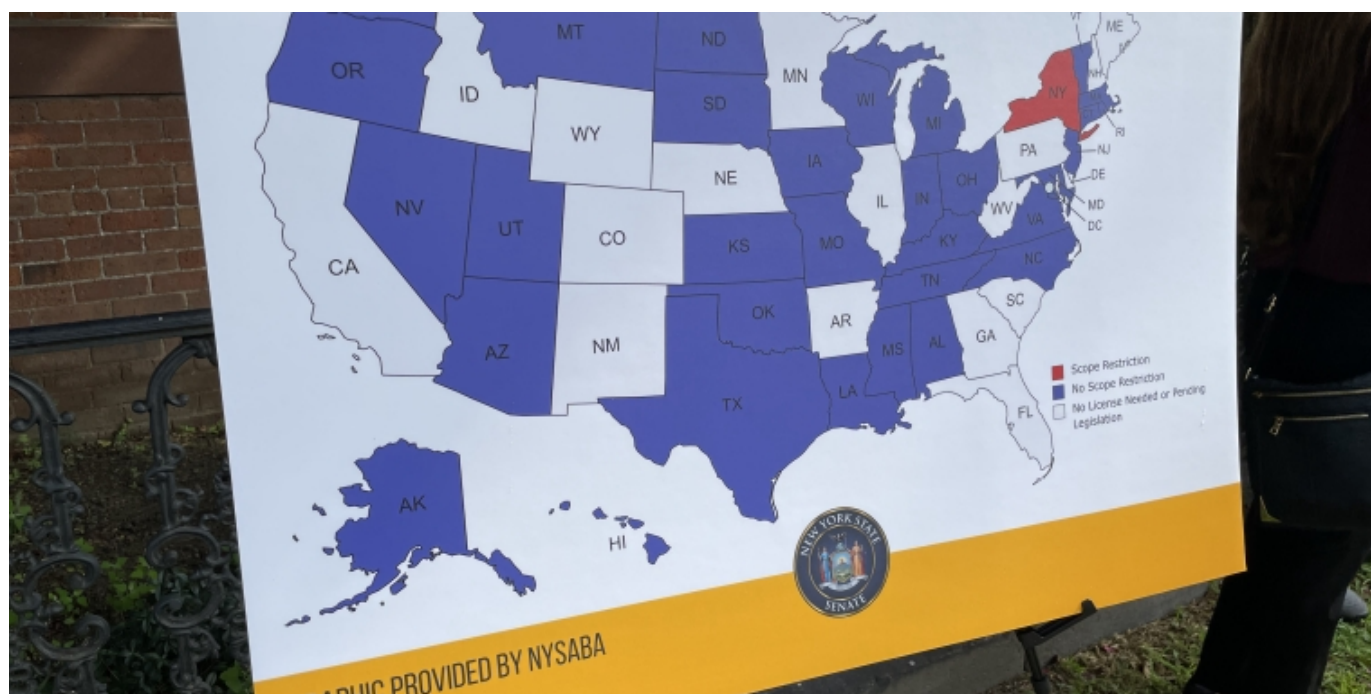 MT
ND
VT
ME
OR
ID
MN
WI
MI
NH
SD
NY
WY
RI
IA
PA
NJ
NE
NV
UT
CO
IL
IN
OH
DE
WV
MD
VA
DC
KS
MO
KY
CA
NC
TN
OK
AR
SC
AZ
NM
MS
AL
GA
TX
LA
FL
Scope Restriction
No Scope Restriction
No License Needed or Pending
Legislation
AK
HI
NEW YORK STATE
SENATE
APHIC PROVIDED BY NYSABA